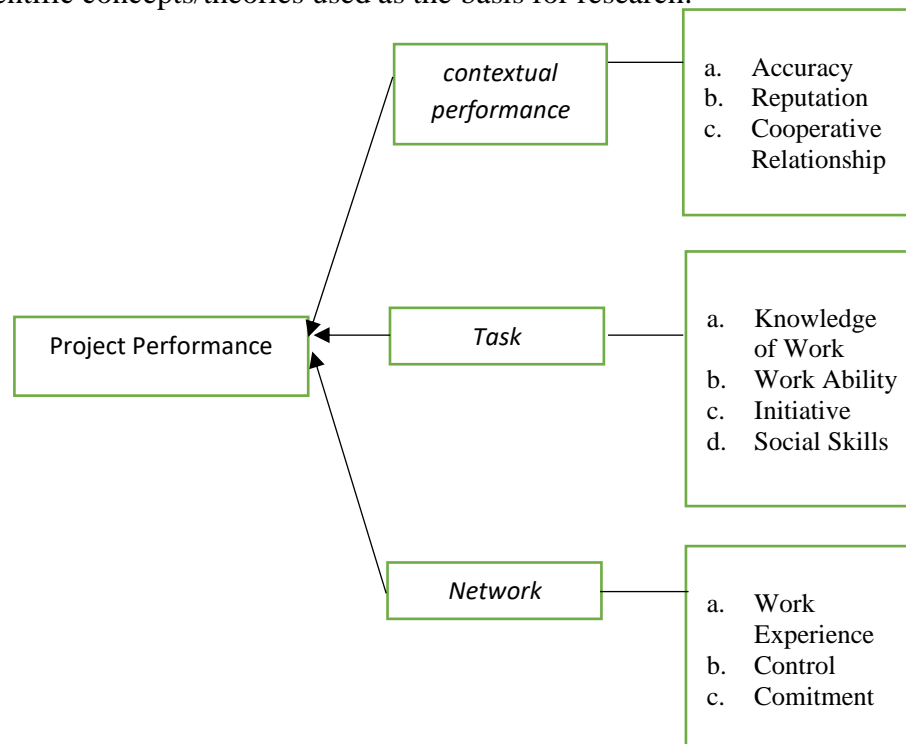 scientific concepts/theories used as the basis for research.
contextual
performance
a. Accuracy
b. Reputation
c. Cooperative
Relationship
Project Performance
Task
a. Knowledge
of Work
b. Work Ability
c. Initiative
d. Social Skills
Network
a. Work
Experience
b. Control
c. Comitment